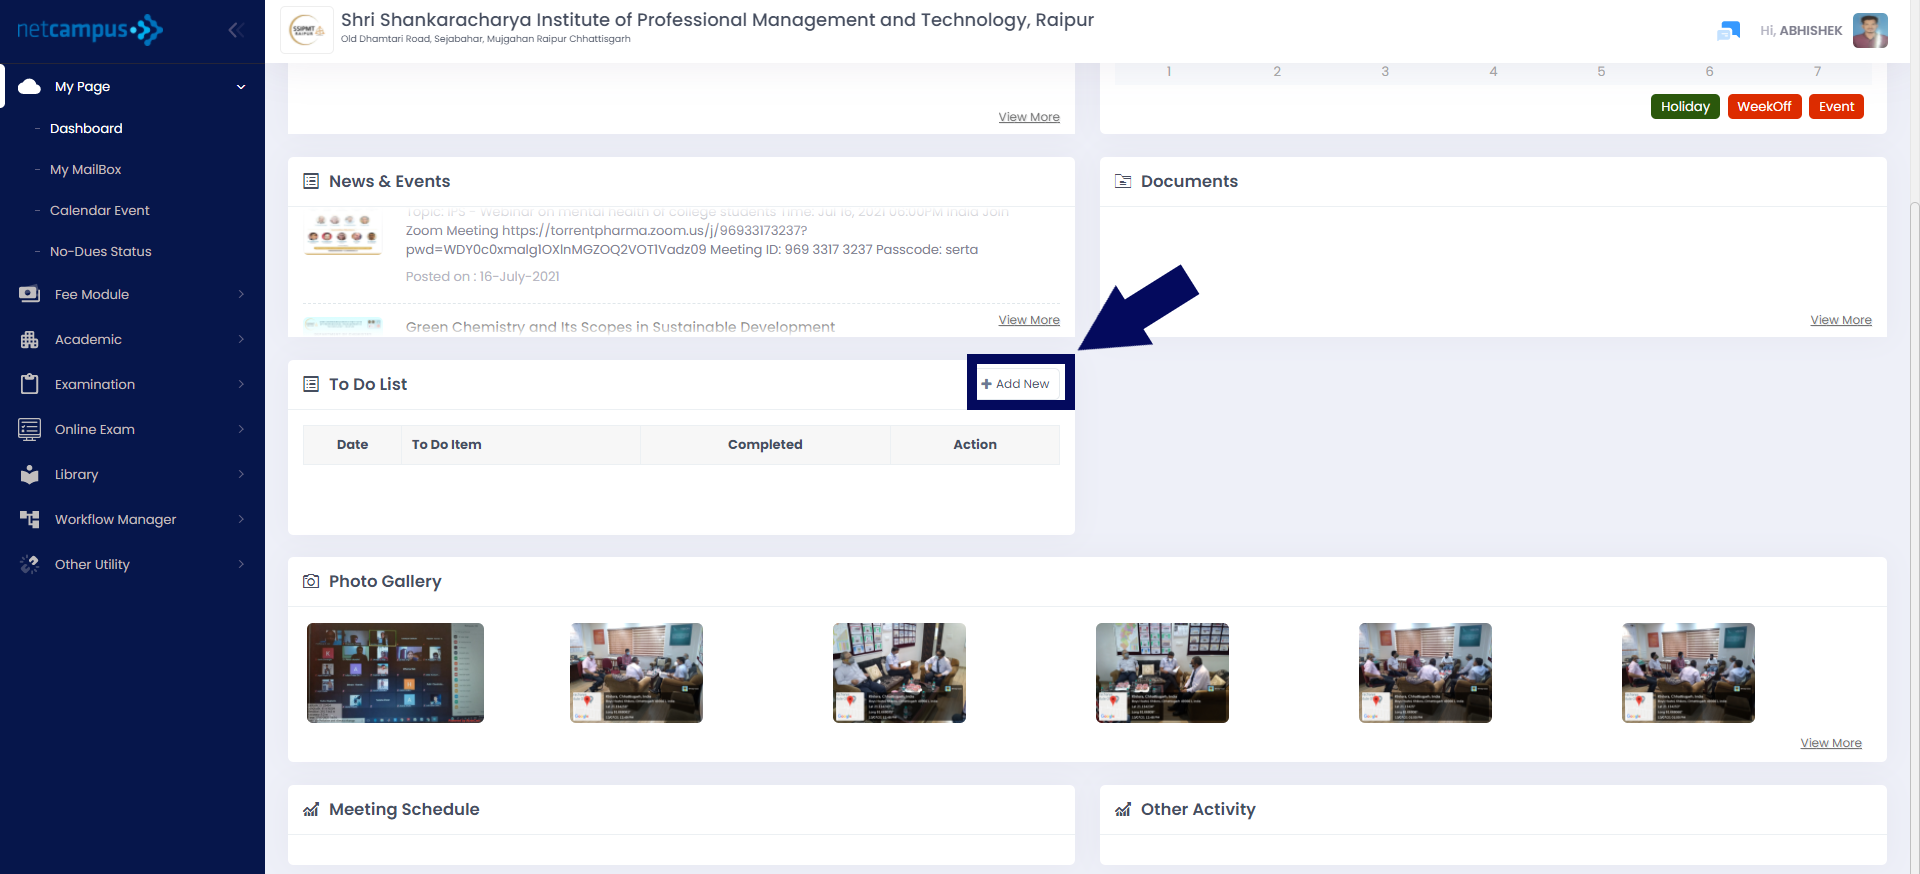 netcampus
Shri Shankaracharya Institute of Professional Management and Technology, Raipur
Old Dhamtari Road, Sejabahar, Mujgahan Raipur Chhattisgarh
Hi, ABHISHEK
My Page
- Dashboard
- My MailBox
- Calendar Event
- No-Dues Status
Fee Module
Academic
Examination
Online Exam
Library
Workflow Manager
Other Utility
View More
1 2 3 4 5 6 7
Holiday WeekOff Event
News & Events
Topic: IPS - Webinar on mental health of college students Time: Jul 16, 2021 06:00PM India Join
Zoom Meeting https://torrentpharma.zoom.us/j/96933173237?
pwd=WDY0c0xmalg1OXlnMGZOQ2VOT1Vadz09 Meeting ID: 969 3317 3237 Passcode: serta
Posted on : 16-July-2021
Green Chemistry and Its Scopes in Sustainable Development
View More
Documents
View More
To Do List
+ Add New
Date To Do Item Completed Action
Photo Gallery
View More
Meeting Schedule
Other Activity